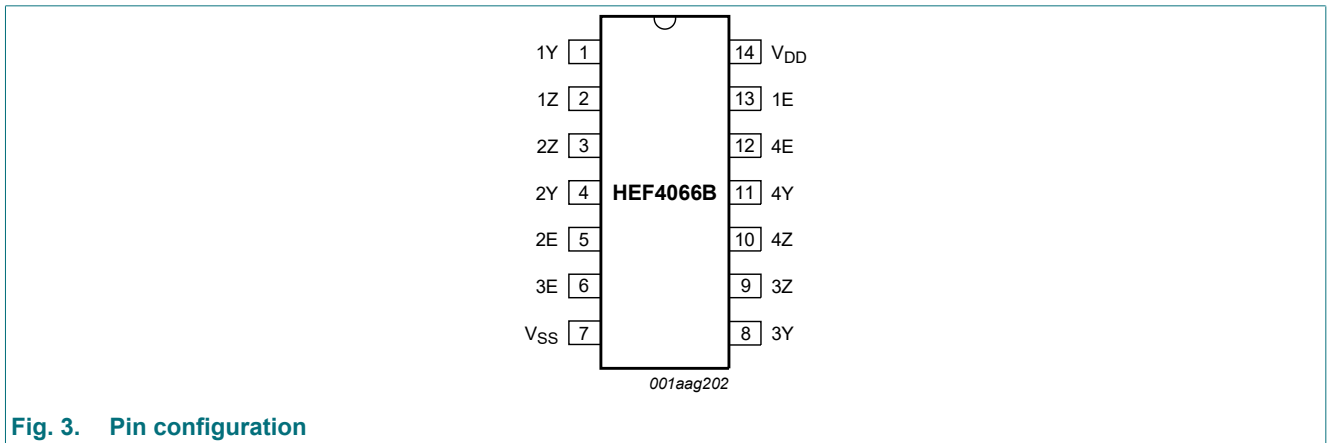 1Y 1 14 VDD
1Z 2 13 1E
2Z 3 12 4E
2Y 4 HEF4066B 11 4Y
2E 5 10 4Z
3E 6 9 3Z
VSS 7 8 3Y
001aag202
Fig. 3. Pin configuration